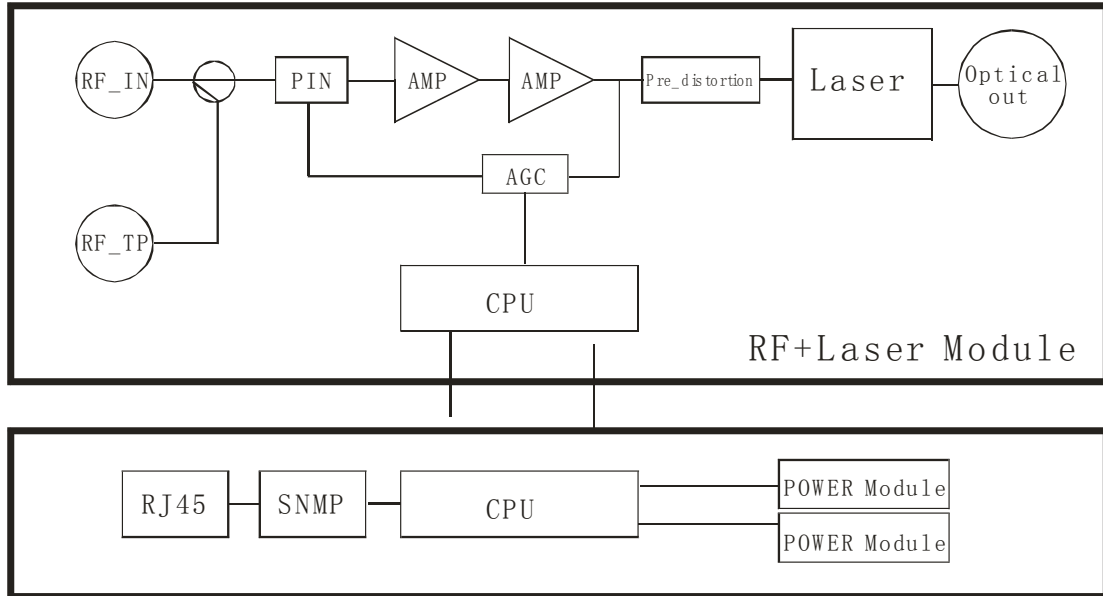 RF_IN
PIN
AMP
AMP
Pre_distortion
Laser
Optical
out
AGC
RF_TP
CPU
RF+Laser Module
RJ45
SNMP
CPU
POWER Module
POWER Module